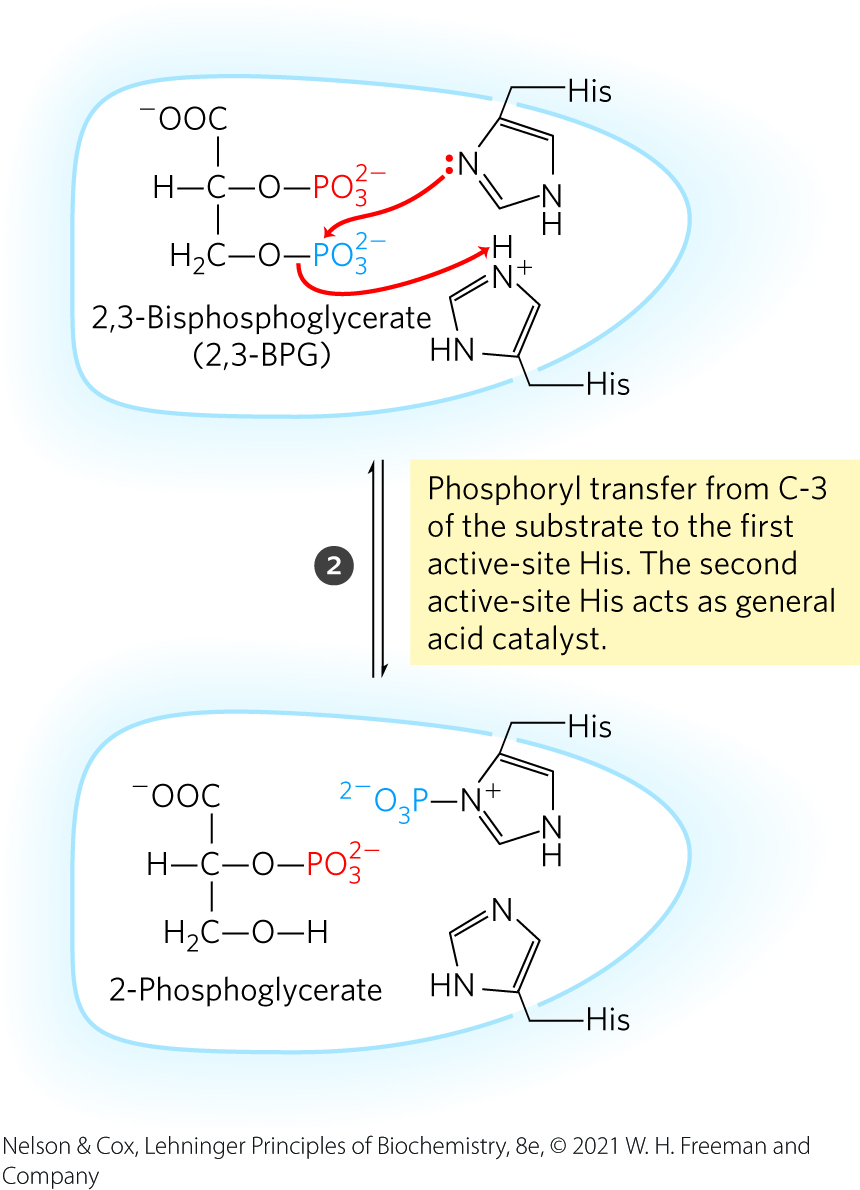 His
⁻OOC
:N
H–C–O–PO₃²⁻
N
H
H
H₂C–O–PO₃²⁻
N⁺
2,3-Bisphosphoglycerate
(2,3-BPG)
HN
His
2
Phosphoryl transfer from C-3
of the substrate to the first
active-site His. The second
active-site His acts as general
acid catalyst.
His
⁻OOC
²⁻O₃P–N⁺
N
H
H–C–O–PO₃²⁻
N
H₂C–O–H
2-Phosphoglycerate
HN
His
Nelson & Cox, Lehninger Principles of Biochemistry, 8e, © 2021 W. H. Freeman and
Company